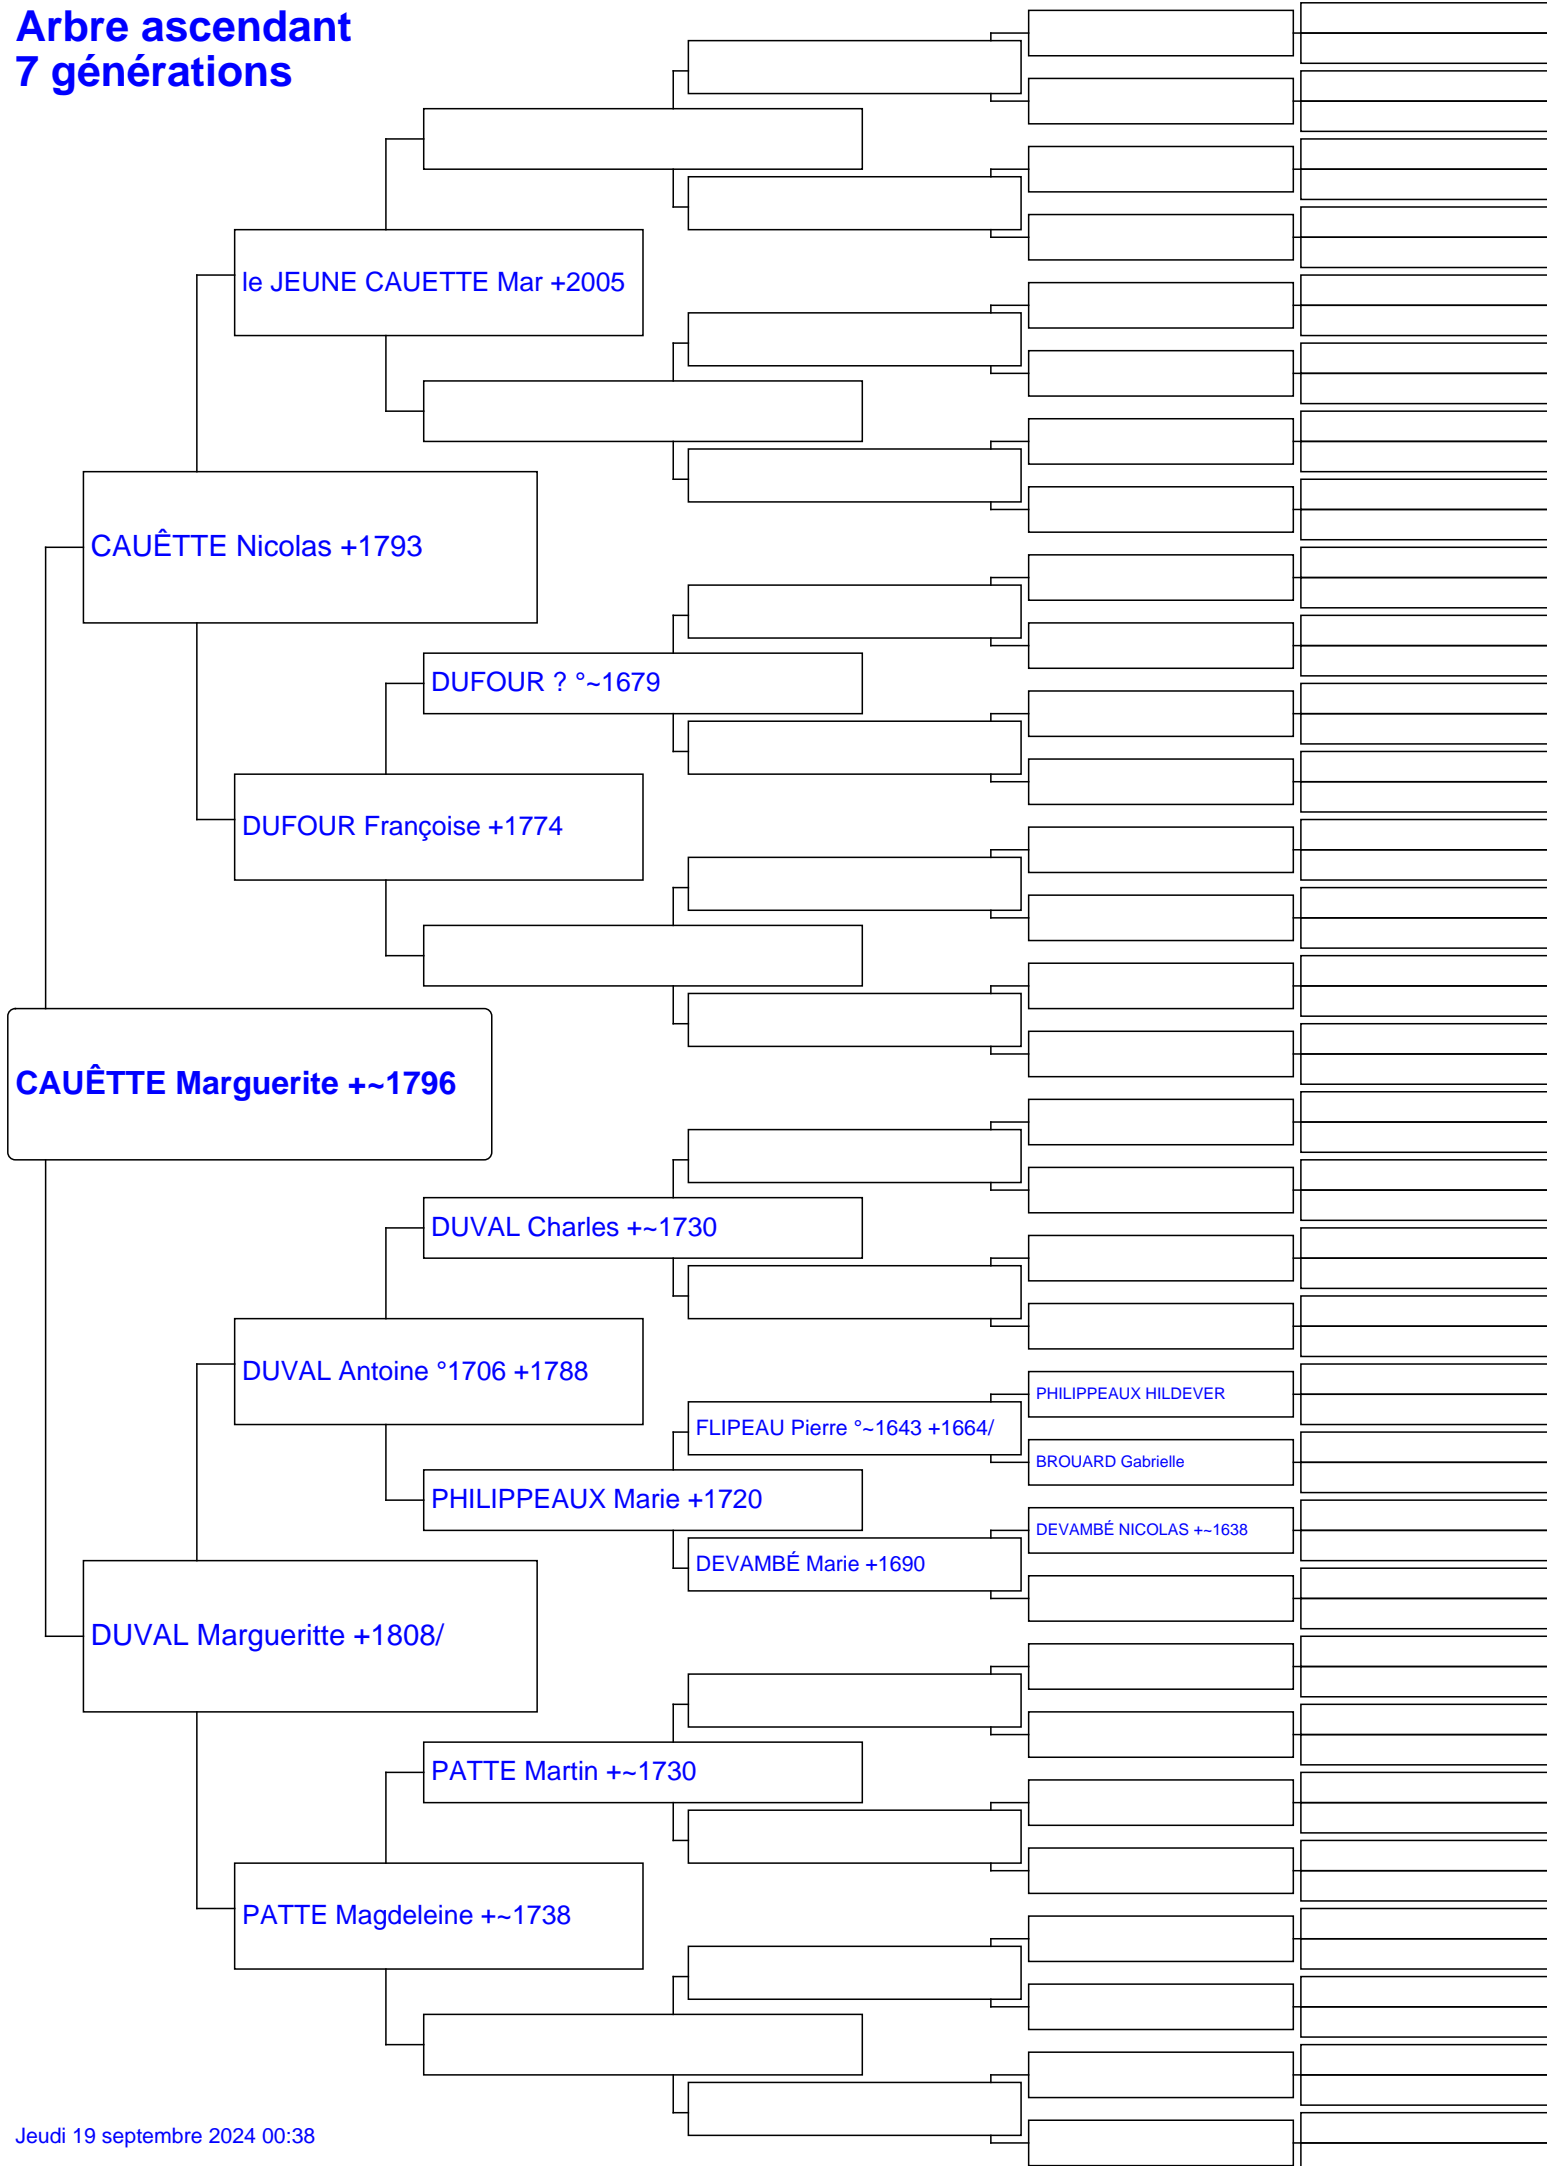 Arbre ascendant
7 générations
le JEUNE CAUETTE Mar +2005
CAUÊTTE Nicolas +1793
DUFOUR ? °~1679
DUFOUR Françoise +1774
CAUÊTTE Marguerite +~1796
DUVAL Charles +~1730
DUVAL Antoine °1706 +1788
PHILIPPEAUX HILDEVER
FLIPEAU Pierre °~1643 +1664/
BROUARD Gabrielle
PHILIPPEAUX Marie +1720
DEVAMBÉ NICOLAS +~1638
DEVAMBÉ Marie +1690
DUVAL Margueritte +1808/
PATTE Martin +~1730
PATTE Magdeleine +~1738
Jeudi 19 septembre 2024 00:38